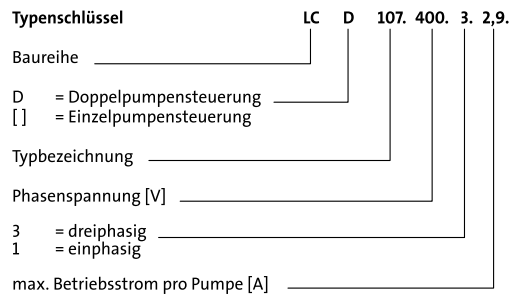 Typenschlüssel LC D 107. 400. 3. 2,9.
Baureihe
D = Doppelpumpensteuerung
[ ] = Einzelpumpensteuerung
Typbezeichnung
Phasenspannung [V]
3 = dreiphasig
1 = einphasig
max. Betriebsstrom pro Pumpe [A]